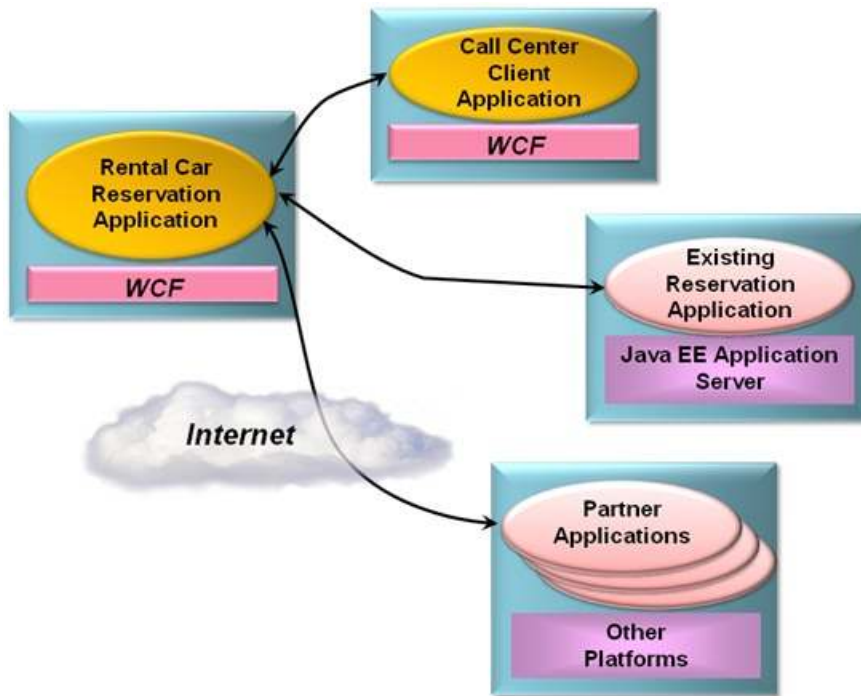 Call Center
Client
Application
WCF
Rental Car
Reservation
Application
WCF
Existing
Reservation
Application
Java EE Application
Server
Internet
Partner
Applications
Other
Platforms